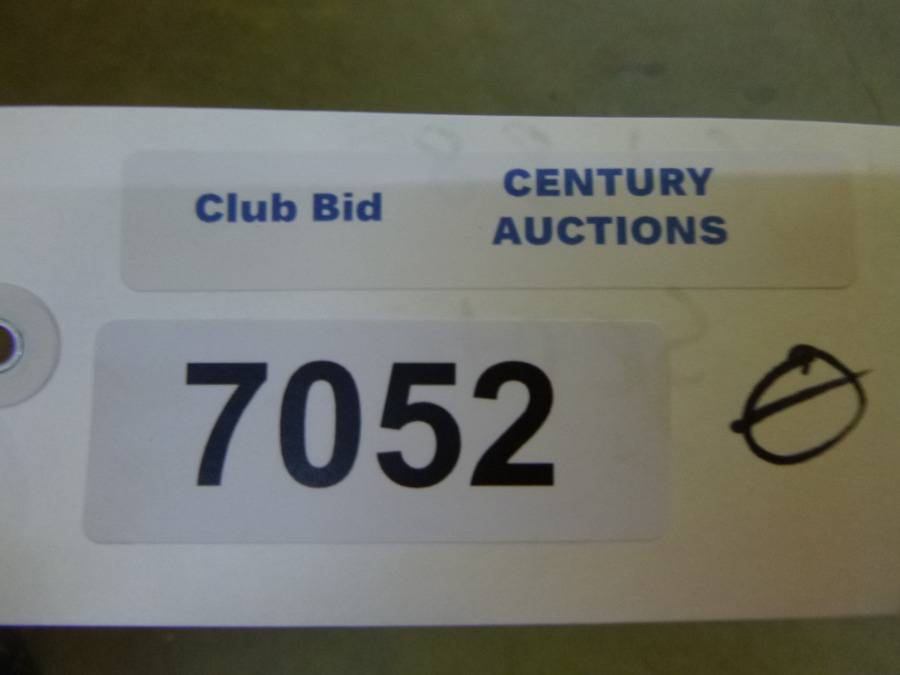 Club Bid
CENTURY
AUCTIONS
7052